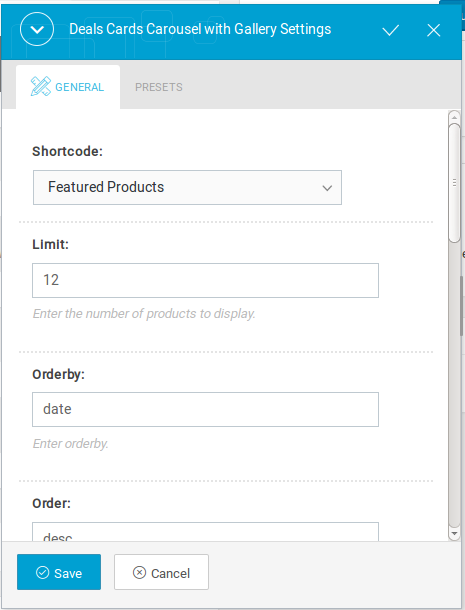 Deals Cards Carousel with Gallery Settings
GENERAL
PRESETS
Shortcode:
Featured Products
Limit:
12
Enter the number of products to display.
Orderby:
date
Enter orderby.
Order:
desc
Save
Cancel